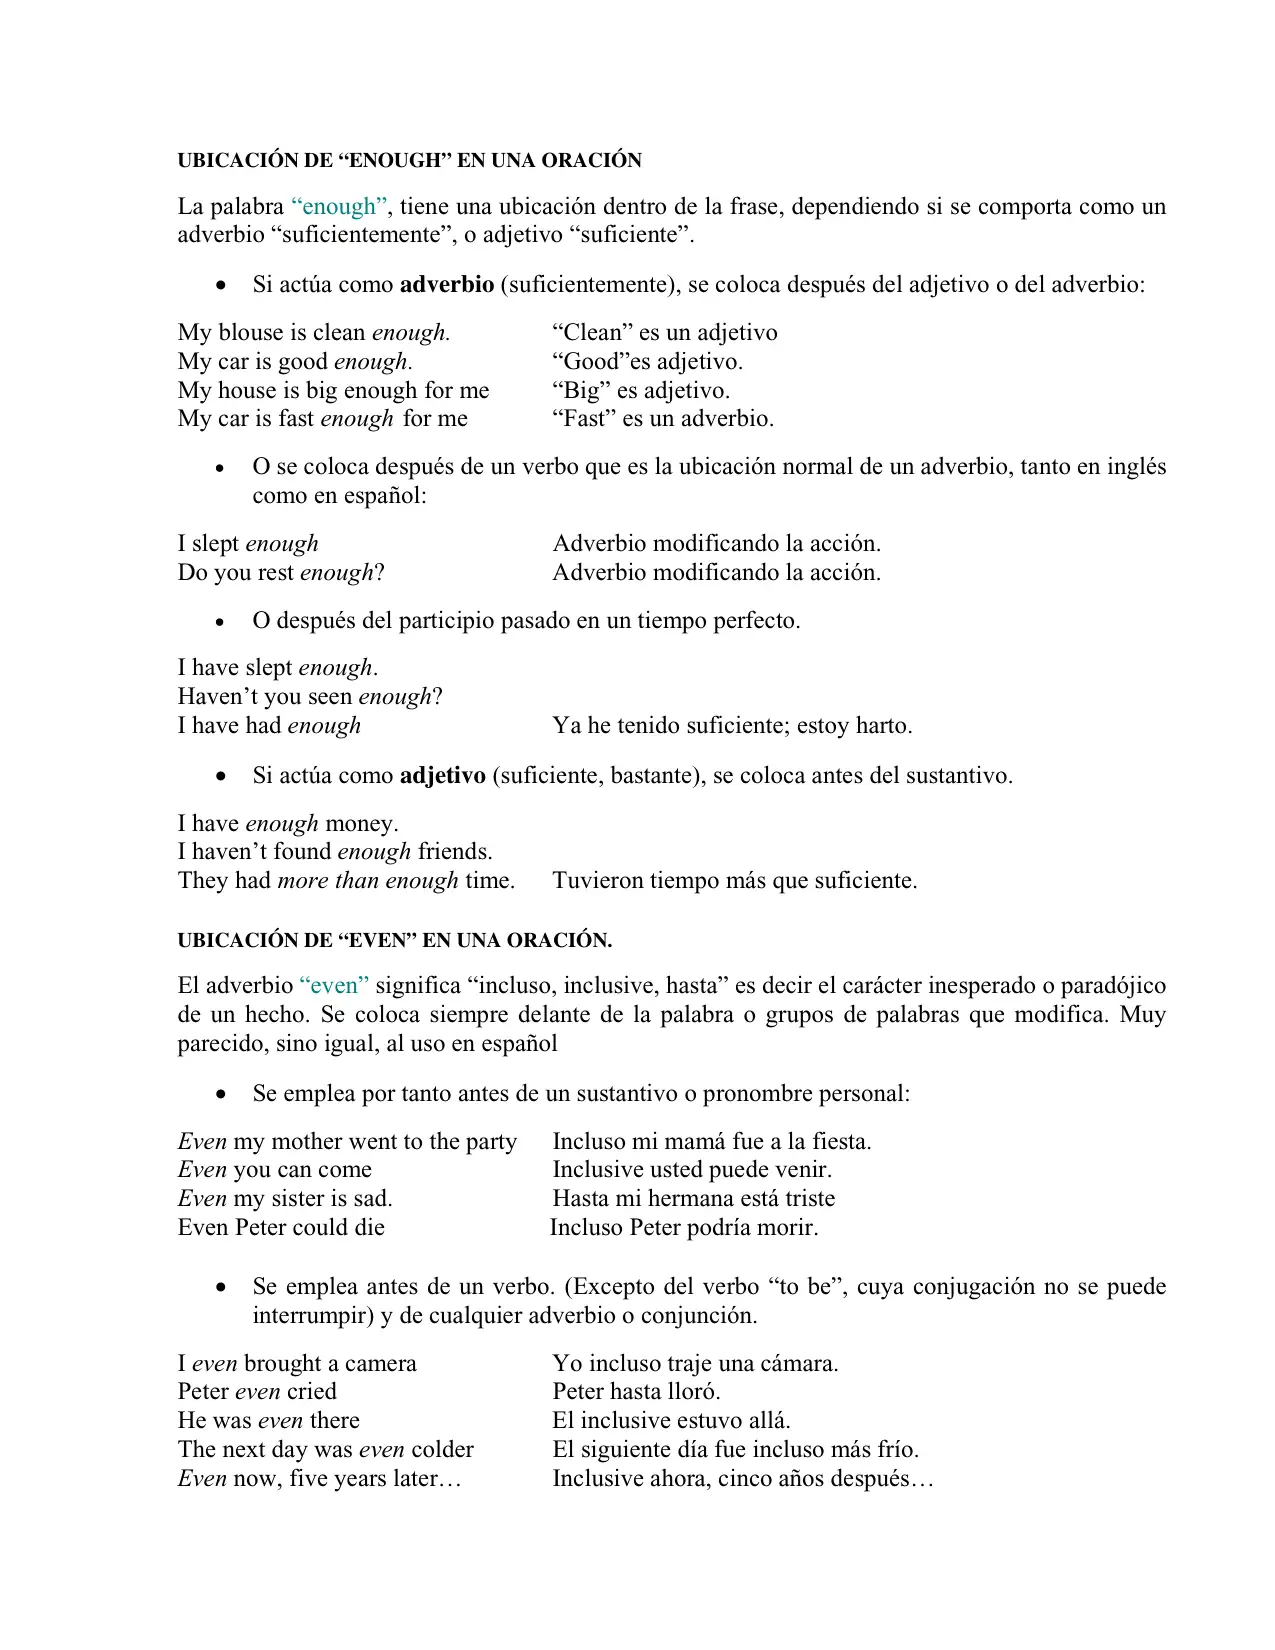 UBICACIÓN DE “ENOUGH” EN UNA ORACIÓN
La palabra “enough”, tiene una ubicación dentro de la frase, dependiendo si se comporta como un
adverbio “suficientemente”, o adjetivo “suficiente”.
• Si actúa como adverbio (suficientemente), se coloca después del adjetivo o del adverbio:
My blouse is clean enough. “Clean” es un adjetivo
My car is good enough. “Good”es adjetivo.
My house is big enough for me “Big” es adjetivo.
My car is fast enough for me “Fast” es un adverbio.
• O se coloca después de un verbo que es la ubicación normal de un adverbio, tanto en inglés
como en español:
I slept enough Adverbio modificando la acción.
Do you rest enough? Adverbio modificando la acción.
• O después del participio pasado en un tiempo perfecto.
I have slept enough.
Haven’t you seen enough?
I have had enough Ya he tenido suficiente; estoy harto.
• Si actúa como adjetivo (suficiente, bastante), se coloca antes del sustantivo.
I have enough money.
I haven’t found enough friends.
They had more than enough time. Tuvieron tiempo más que suficiente.
UBICACIÓN DE “EVEN” EN UNA ORACIÓN.
El adverbio “even” significa “incluso, inclusive, hasta” es decir el carácter inesperado o paradójico
de un hecho. Se coloca siempre delante de la palabra o grupos de palabras que modifica. Muy
parecido, sino igual, al uso en español
• Se emplea por tanto antes de un sustantivo o pronombre personal:
Even my mother went to the party Incluso mi mamá fue a la fiesta.
Even you can come Inclusive usted puede venir.
Even my sister is sad. Hasta mi hermana está triste
Even Peter could die Incluso Peter podría morir.
• Se emplea antes de un verbo. (Excepto del verbo “to be”, cuya conjugación no se puede
interrumpir) y de cualquier adverbio o conjunción.
I even brought a camera Yo incluso traje una cámara.
Peter even cried Peter hasta lloró.
He was even there El inclusive estuvo allá.
The next day was even colder El siguiente día fue incluso más frío.
Even now, five years later… Inclusive ahora, cinco años después…